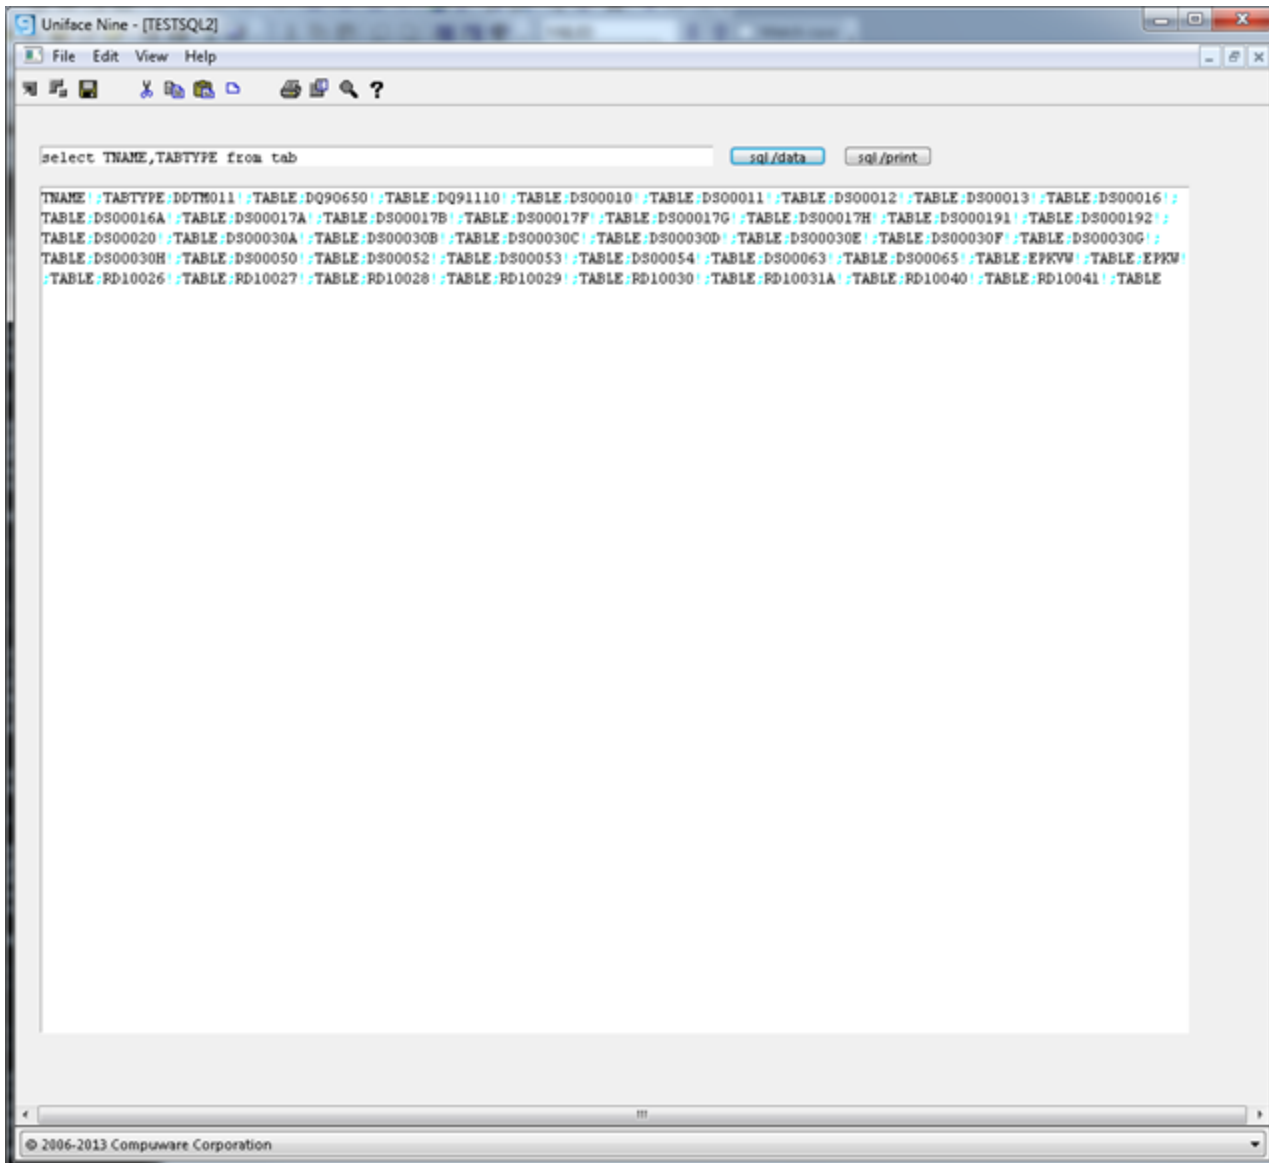 Uniface Nine - [TESTSQL2]
File Edit View Help
select TNAME,TABTYPE from tab
sql/data
sql/print
TNAME!;TABTYPE;DDTM011!;TABLE;DQ90650!;TABLE;DQ91110!;TABLE;DS00010!;TABLE;DS00011!;TABLE;DS00012!;TABLE;DS00013!;TABLE;DS00016!;
TABLE;DS00016A!;TABLE;DS00017A!;TABLE;DS00017B!;TABLE;DS00017F!;TABLE;DS00017G!;TABLE;DS00017H!;TABLE;DS000191!;TABLE;DS000192!;
TABLE;DS00020!;TABLE;DS00030A!;TABLE;DS00030B!;TABLE;DS00030C!;TABLE;DS00030D!;TABLE;DS00030E!;TABLE;DS00030F!;TABLE;DS00030G!;
TABLE;DS00030H!;TABLE;DS00050!;TABLE;DS00052!;TABLE;DS00053!;TABLE;DS00054!;TABLE;DS00063!;TABLE;DS00065!;TABLE;EPKVW!;TABLE;EPKW!
;TABLE;RD10026!;TABLE;RD10027!;TABLE;RD10028!;TABLE;RD10029!;TABLE;RD10030!;TABLE;RD10031A!;TABLE;RD10040!;TABLE;RD10041!;TABLE
© 2006-2013 Compuware Corporation